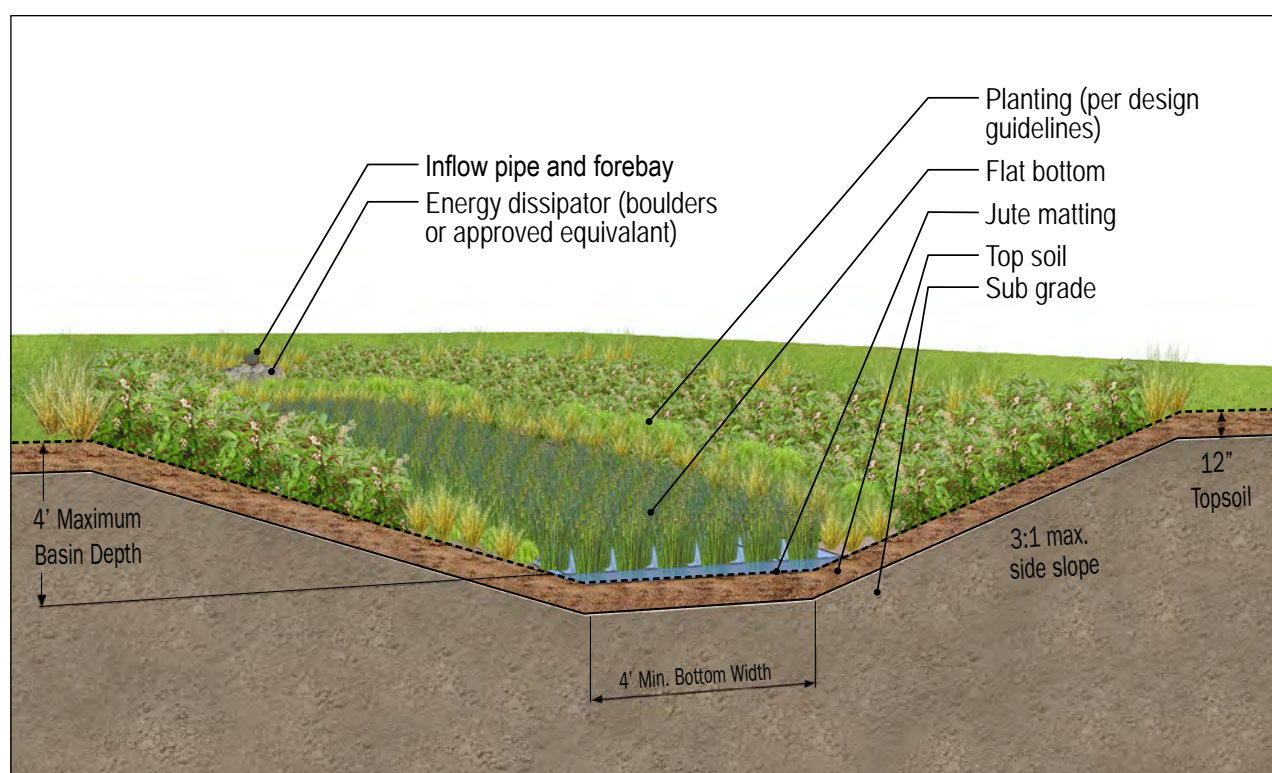 Planting (per design
guidelines)
Inflow pipe and forebay
Flat bottom
Energy dissipator (boulders
or approved equivalant)
Jute matting
Top soil
Sub grade
12"
Topsoil
4' Maximum
Basin Depth
3:1 max.
side slope
4' Min. Bottom Width